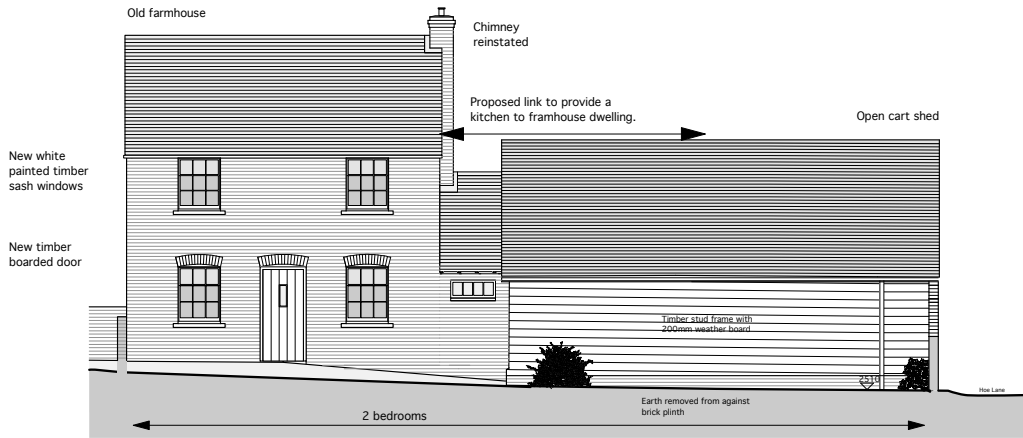 Old farmhouse
Chimney
reinstated
Proposed link to provide a
kitchen to framhouse dwelling.
Open cart shed
New white
painted timber
sash windows
New timber
boarded door
Timber stud frame with
200mm weather board
2510
Hoe Lane
Earth removed from against
brick plinth
2 bedrooms